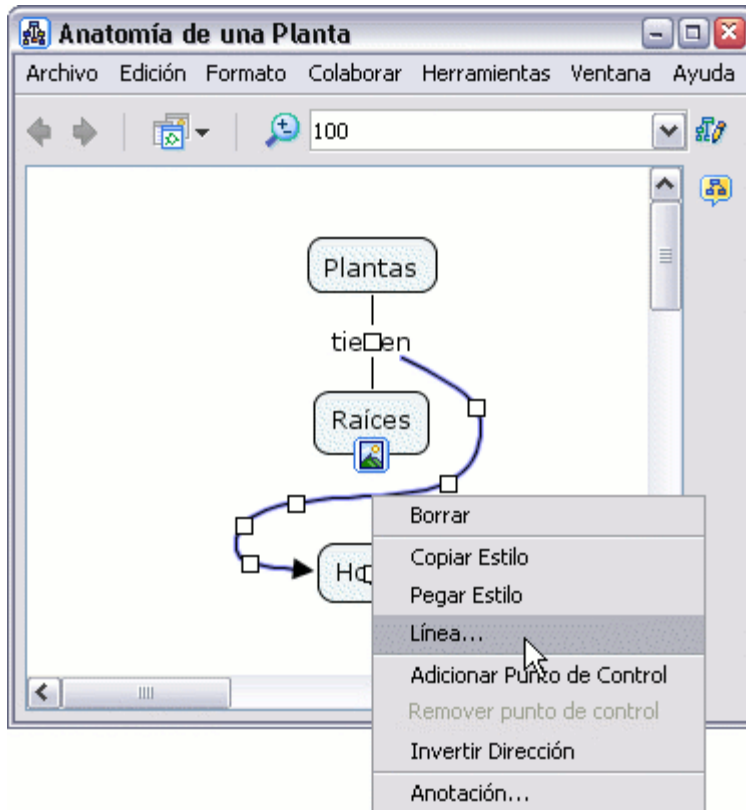 Anatomía de una Planta
Archivo Edición Formato Colaborar Herramientas Ventana Ayuda
100
Plantas
Raíces
Borrar
Copiar Estilo
Pegar Estilo
Línea...
Adicionar Punto de Control
Remover punto de control
Invertir Dirección
Anotación...